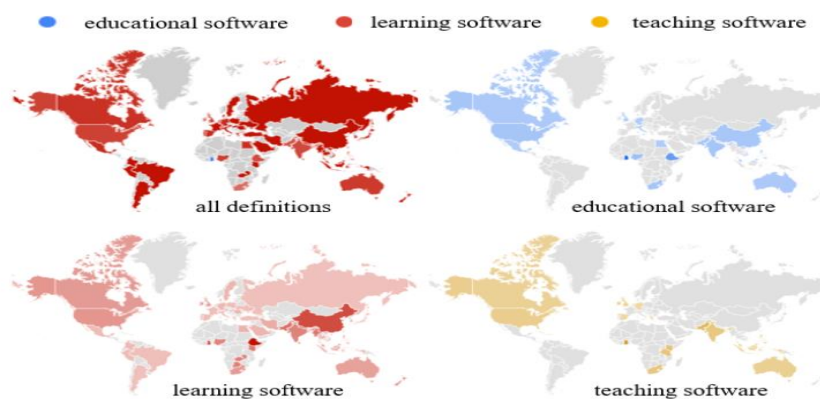 educational software learning software teaching software
all definitions educational software
learning software teaching software